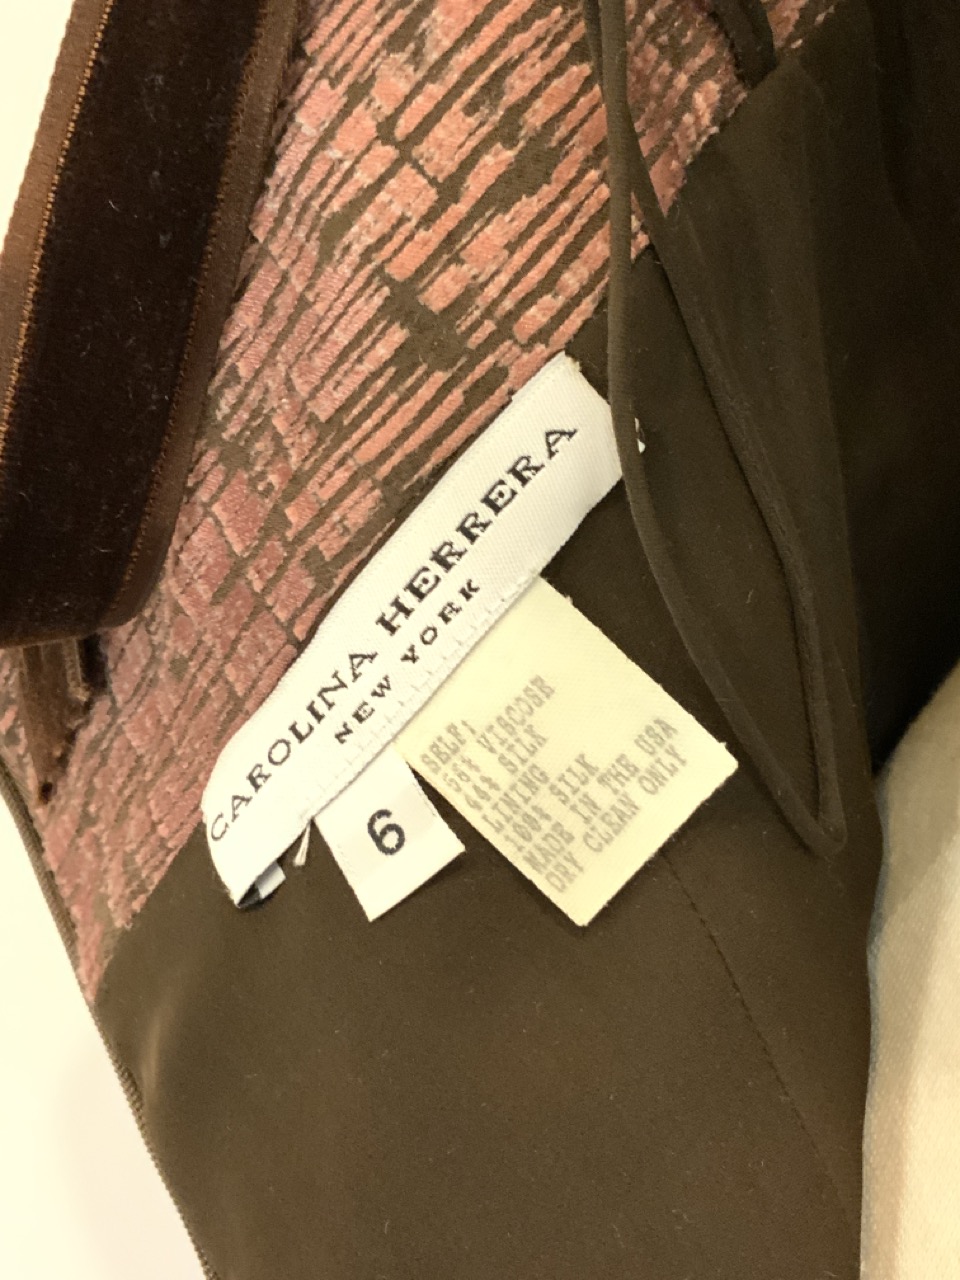 CAROLINA HERRERA
NEW YORK
6
SELF:
56% VISCOSE
44% SILK
LINING
100% SILK
MADE IN THE USA
DRY CLEAN ONLY